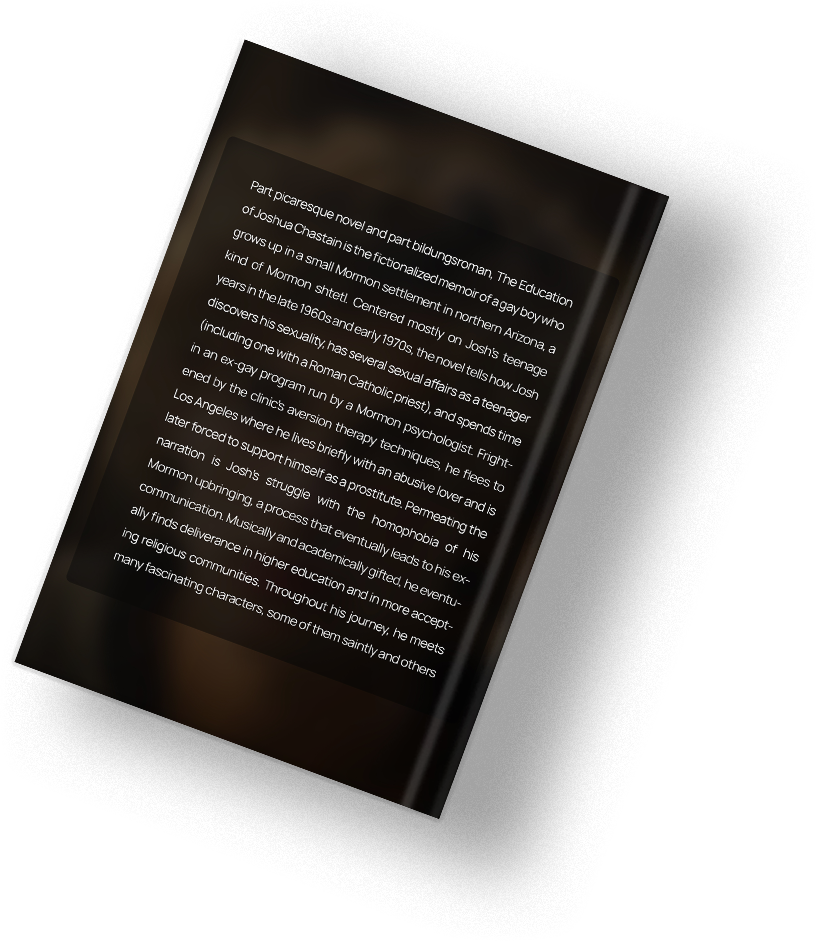 Part picaresque novel and part bildungsroman, The Education
of Joshua Chastain is the fictionalized memoir of a gay boy who
grows up in a small Mormon settlement in northern Arizona, a
kind of Mormon shtetl. Centered mostly on Josh's teenage
years in the late 1960s and early 1970s, the novel tells how Josh
discovers his sexuality, has several sexual affairs as a teenager
(including one with a Roman Catholic priest), and spends time
in an ex-gay program run by a Mormon psychologist. Fright-
ened by the clinic's aversion therapy techniques, he flees to
Los Angeles where he lives briefly with an abusive lover and is
later forced to support himself as a prostitute. Permeating the
narration is Josh's struggle with the homophobia of his
Mormon upbringing, a process that eventually leads to his ex-
communication. Musically and academically gifted, he eventu-
ally finds deliverance in higher education and in more accept-
ing religious communities. Throughout his journey, he meets
many fascinating characters, some of them saintly and others